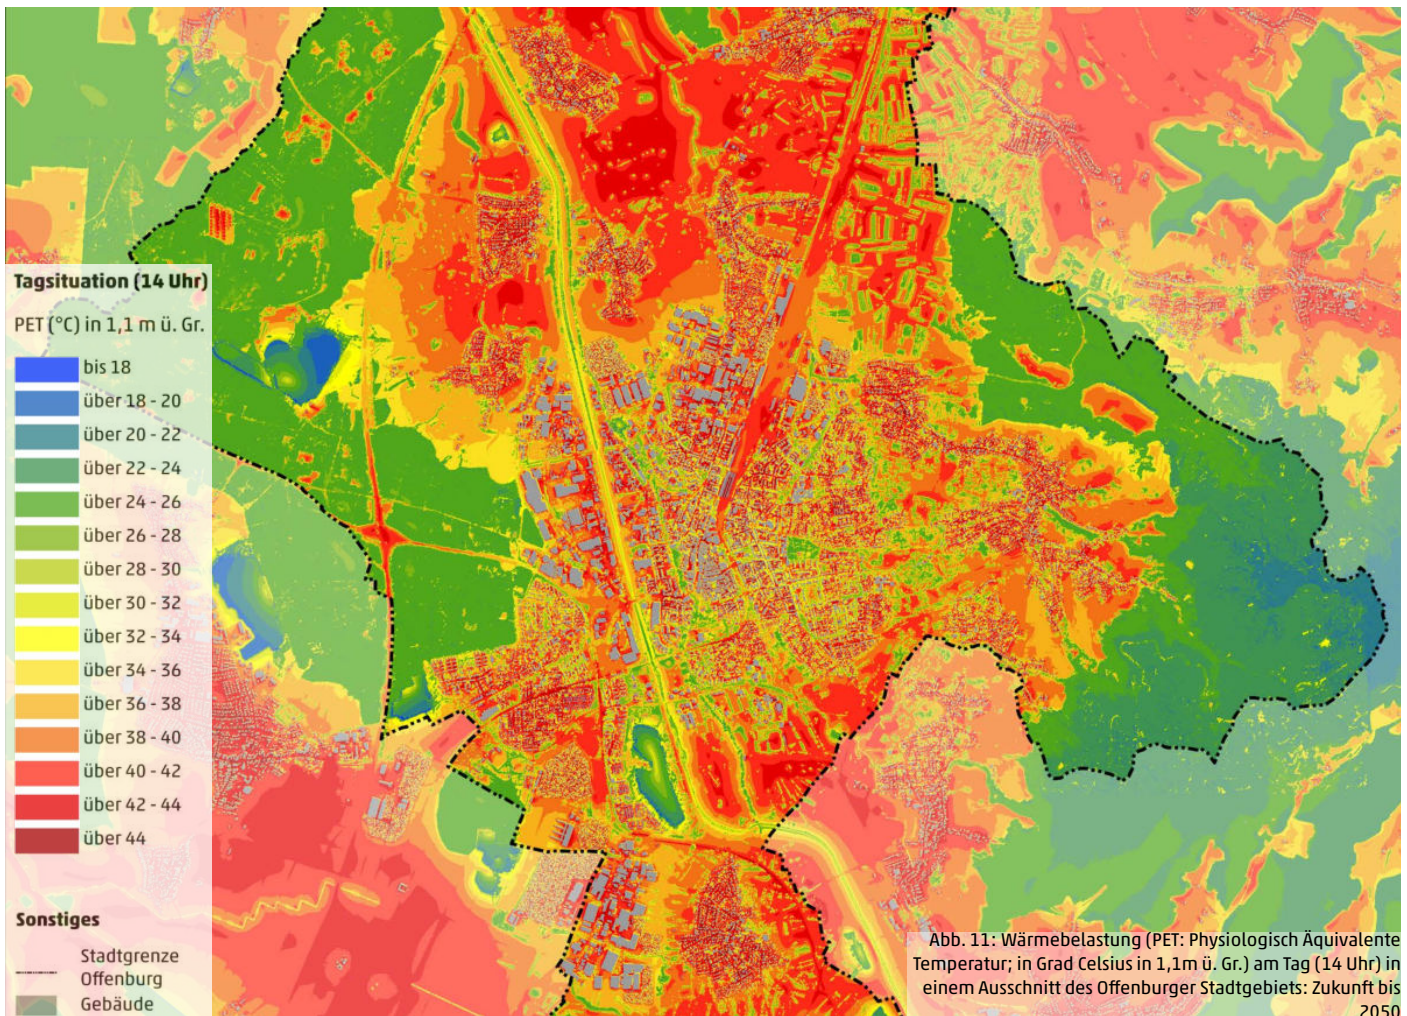 Tagsituation (14 Uhr)
PET (°C) in 1,1 m ü. Gr.
bis 18
über 18 - 20
über 20 - 22
über 22 - 24
über 24 - 26
über 26 - 28
über 28 - 30
über 30 - 32
über 32 - 34
über 34 - 36
über 36 - 38
über 38 - 40
über 40 - 42
über 42 - 44
über 44
Sonstiges
Stadtgrenze
Offenburg
Gebäude
Abb. 11: Wärmebelastung (PET: Physiologisch Äquivalente
Temperatur; in Grad Celsius in 1,1m ü. Gr.) am Tag (14 Uhr) in
einem Ausschnitt des Offenburger Stadtgebiets: Zukunft bis
2050